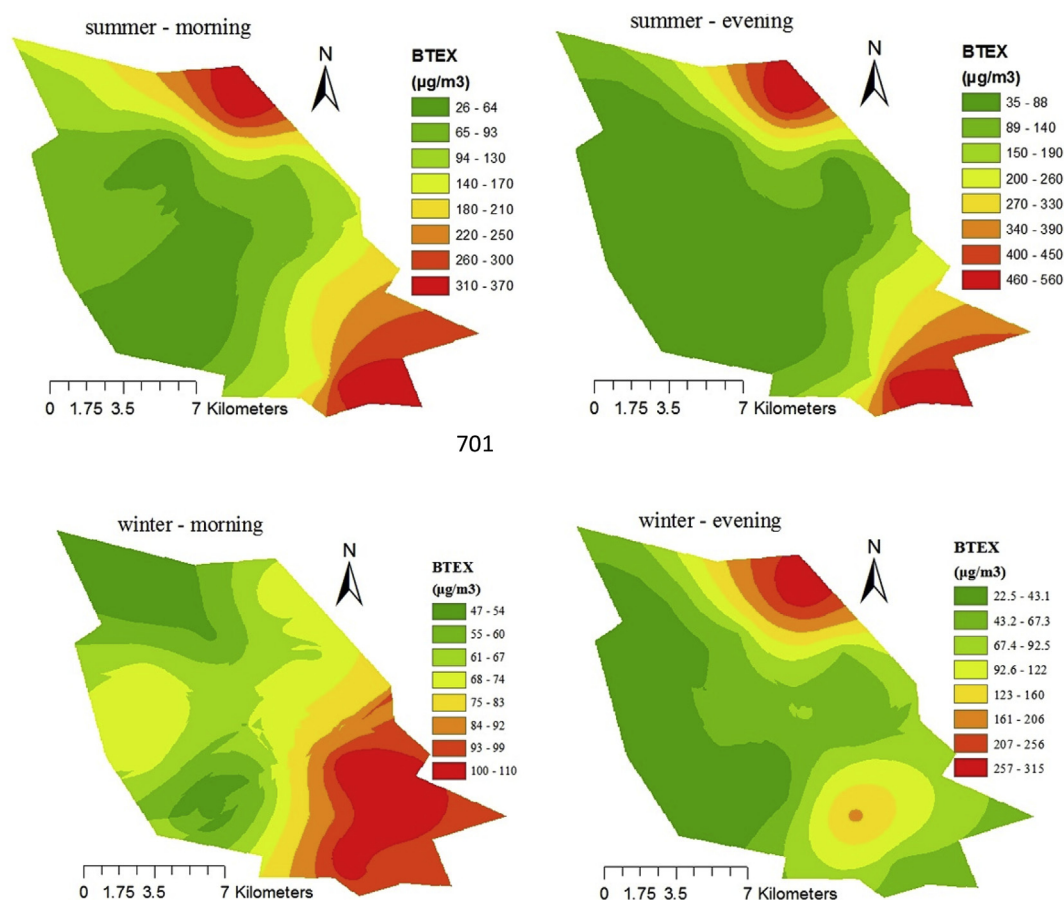 summer - morning
N
BTEX
(µg/m3)
26 - 64
65 - 93
94 - 130
140 - 170
180 - 210
220 - 250
260 - 300
310 - 370
0 1.75 3.5 7 Kilometers
summer - evening
N
BTEX
(µg/m3)
35 - 88
89 - 140
150 - 190
200 - 260
270 - 330
340 - 390
400 - 450
460 - 560
0 1.75 3.5 7 Kilometers
701
winter - morning
N
BTEX
(µg/m3)
47 - 54
55 - 60
61 - 67
68 - 74
75 - 83
84 - 92
93 - 99
100 - 110
0 1.75 3.5 7 Kilometers
winter - evening
N
BTEX
(µg/m3)
22.5 - 43.1
43.2 - 67.3
67.4 - 92.5
92.6 - 122
123 - 160
161 - 206
207 - 256
257 - 315
0 1.75 3.5 7 Kilometers